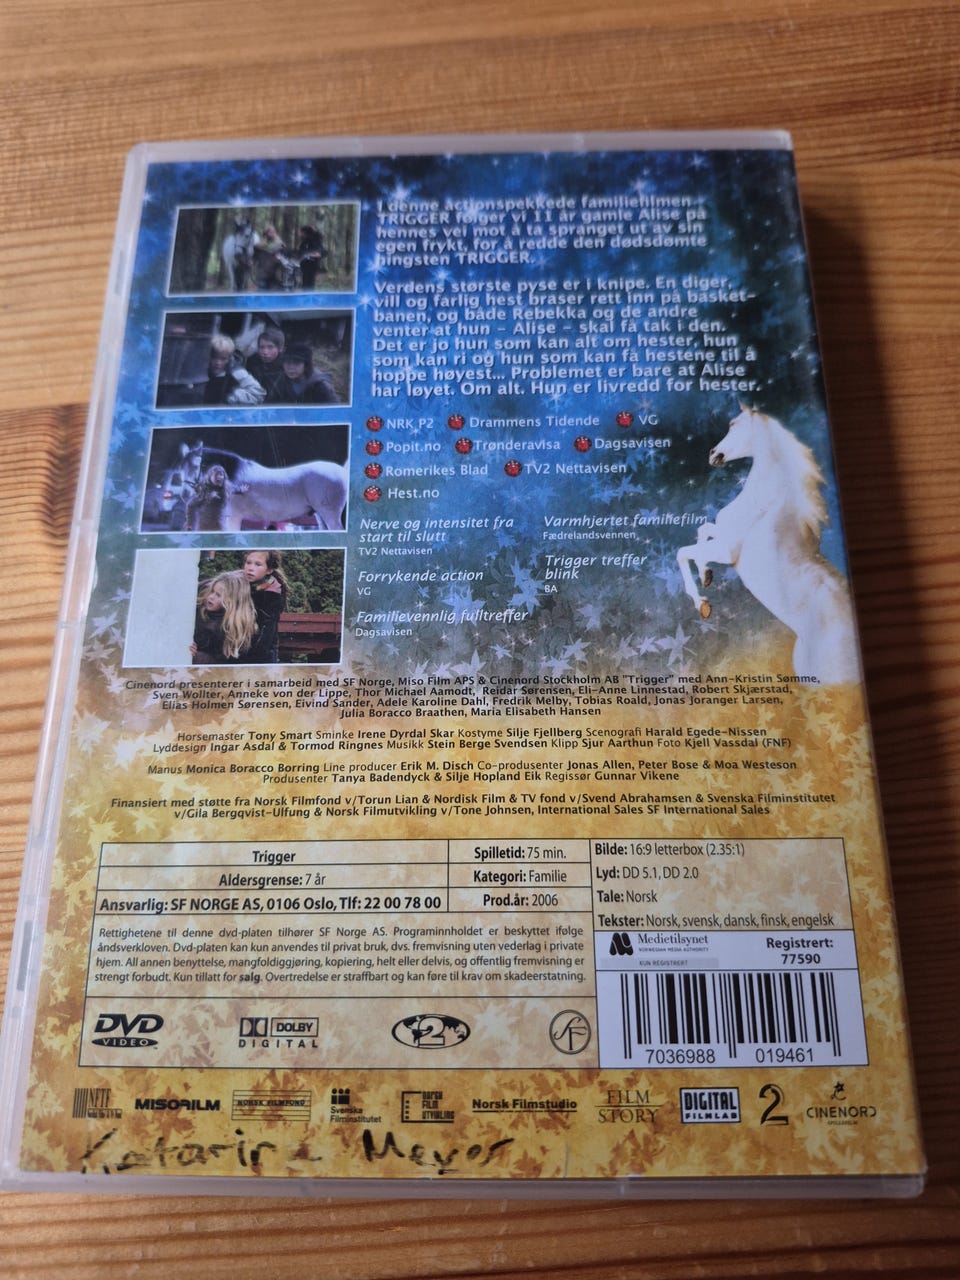 I denne actionspekkede familiefilmen
TRIGGER følger vi 11 år gamle Alise på
hennes vei mot å ta spranget ut av sin
egen frykt, for å redde den dødsdømte
hingsten TRIGGER.
Verdens største pyse er i knipe. En diger,
vill og farlig hest braser rett inn på basket-
banen, og både Rebekka og de andre
venter at hun – Alise – skal få tak i den.
Det er jo hun som kan alt om hester, hun
som kan ri og hun som kan få hestene til å
hoppe høyest... Problemet er bare at Alise
har løyet. Om alt. Hun er livredd for hester.
NRK P2 Drammens Tidende VG
Popit.no Trønderavisa Dagsavisen
Romerikes Blad TV2 Nettavisen
Hest.no
Nerve og intensitet fra
start til slutt
TV2 Nettavisen
Varmhjertet familiefilm
Fædrelandsvennen
Forrykende action
VG
Trigger treffer
blink
BA
Familievennlig fulltreffer
Dagsavisen
Cinenord presenterer i samarbeid med SF Norge, Miso Film APS & Cinenord Stockholm AB "Trigger" med Ann-Kristin Sømme,
Sven Wollter, Anneke von der Lippe, Thor Michael Aamodt, Reidar Sørensen, Eli-Anne Linnestad, Robert Skjærstad,
Elias Holmen Sørensen, Eivind Sander, Adele Karoline Dahl, Fredrik Melby, Tobias Roald, Jonas Joranger Larsen,
Julia Boracco Braathen, Maria Elisabeth Hansen
Horsemaster Tony Smart Sminke Irene Dyrdal Skar Kostyme Silje Fjellberg Scenografi Harald Egede-Nissen
Lyddesign Ingar Asdal & Tormod Ringnes Musikk Stein Berge Svendsen Klipp Sjur Aarthun Foto Kjell Vassdal (FNF)
Manus Monica Boracco Borring Line producer Erik M. Disch Co-produsenter Jonas Allen, Peter Bose & Moa Westeson
Produsenter Tanya Badendyck & Silje Hopland Eik Regissør Gunnar Vikene
Finansiert med støtte fra Norsk Filmfond v/Torun Lian & Nordisk Film & TV fond v/Svend Abrahamsen & Svenska Filminstitutet
v/Gila Bergqvist-Ulfung & Norsk Filmutvikling v/Tone Johnsen, International Sales SF International Sales
Trigger Spilletid: 75 min.
Aldersgrense: 7 år Kategori: Familie
Ansvarlig: SF NORGE AS, 0106 Oslo, Tlf: 22 00 78 00 Prod.år: 2006
Bilde: 16:9 letterbox (2.35:1)
Lyd: DD 5.1, DD 2.0
Tale: Norsk
Tekster: Norsk, svensk, dansk, finsk, engelsk
Rettighetene til denne dvd-platen tilhører SF Norge AS. Programinnholdet er beskyttet ifølge
åndsverkloven. Dvd-platen kan kun anvendes til privat bruk, dvs. fremvisning uten vederlag i private
hjem. All annen benyttelse, mangfoldiggjøring, kopiering, helt eller delvis, og offentlig fremvisning er
strengt forbudt. Kun tillatt for salg. Overtredelse er straffbart og kan føre til krav om skadeerstatning.
Medietilsynet
NORWEGIAN MEDIA AUTHORITY
KUN REGISTRERT
Registrert:
77590
7036988 019461
DVD
VIDEO
DOLBY
DIGITAL
2
SF
MISOFILM
NORSK FILMFOND
Svenska
Filminstitutet
NORSK
FILM
UTVIKLING
Norsk Filmstudio
FILM
STORY
DIGITAL
FILMLAB
2
CINENORD
SPILLEFILM
Katarina Meyer